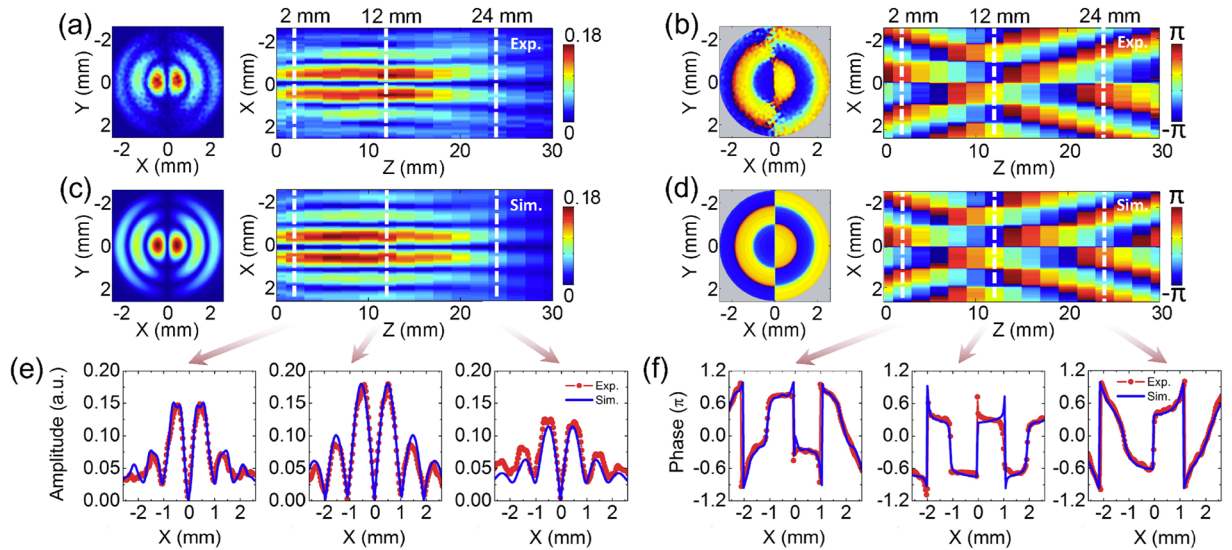 (a) 2 mm 12 mm 24 mm
Y (mm) -2 0 2
X (mm) -2 0 2
Exp.
0.18 0
X (mm) -2 0 2
Z (mm) 0 10 20 30
(b) 2 mm 12 mm 24 mm
Y (mm) -2 0 2
X (mm) -2 0 2
Exp.
π -π
X (mm) -2 0 2
Z (mm) 0 10 20 30
(c)
Y (mm) -2 0 2
X (mm) -2 0 2
Sim.
0.18 0
X (mm) -2 0 2
Z (mm) 0 10 20 30
(d)
Y (mm) -2 0 2
X (mm) -2 0 2
Sim.
π -π
X (mm) -2 0 2
Z (mm) 0 10 20 30
(e)
Amplitude (a.u.)
0.20
0.15
0.10
0.05
0.00
-2 -1 0 1 2
X (mm)
0.20
0.15
0.10
0.05
0.00
-2 -1 0 1 2
X (mm)
0.20
0.15
0.10
0.05
0.00
Exp.
Sim.
-2 -1 0 1 2
X (mm)
(f)
Phase (π)
1.2
0.6
0.0
-0.6
-1.2
-2 -1 0 1 2
X (mm)
1.2
0.6
0.0
-0.6
-1.2
-2 -1 0 1 2
X (mm)
1.2
0.6
0.0
-0.6
-1.2
Exp.
Sim.
-2 -1 0 1 2
X (mm)